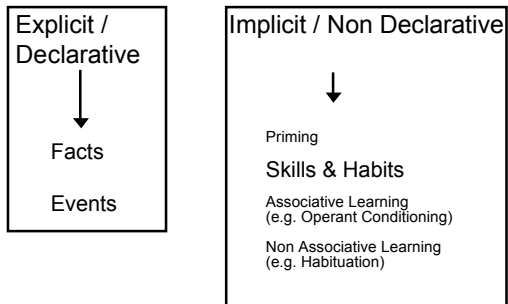 Explicit /
Declarative
Facts
Events
Implicit / Non Declarative
Priming
Skills & Habits
Associative Learning
(e.g. Operant Conditioning)
Non Associative Learning
(e.g. Habituation)